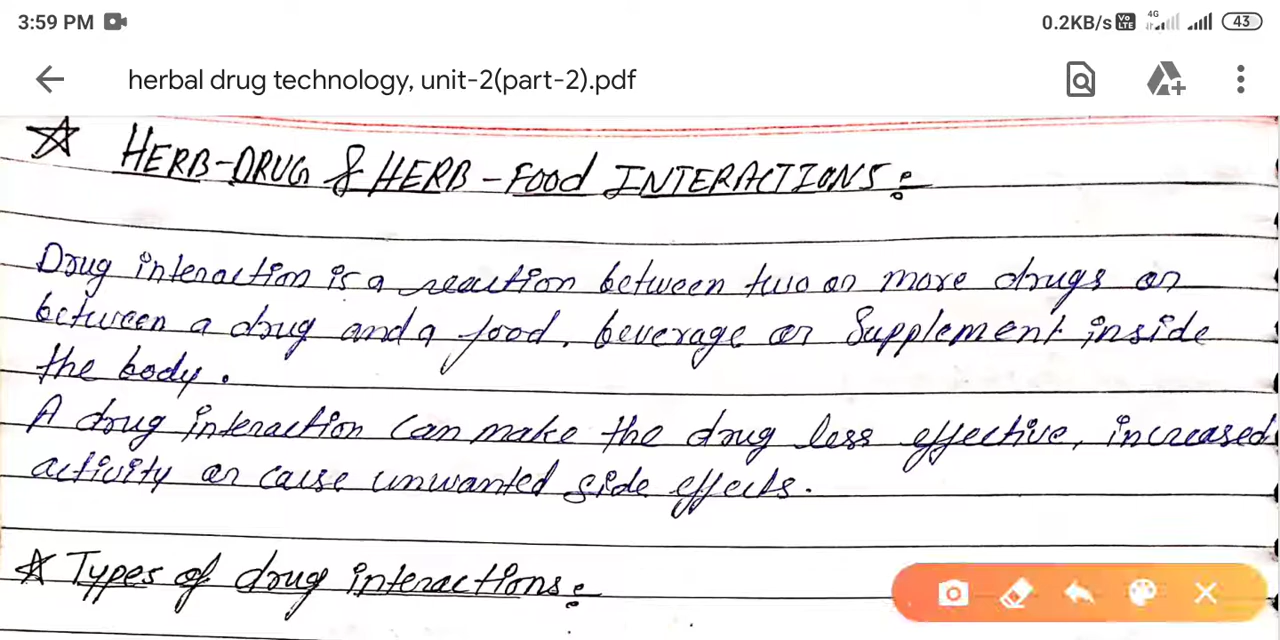 3:59 PM
0.2KB/s Vo LTE 4G 43
herbal drug technology, unit-2(part-2).pdf
HERB-DRUG & HERB-Food INTERACTIONS:
Drug interaction is a reaction between two or more drugs or
between a drug and a food, beverage or Supplement inside
the body.
A drug interaction can make the drug less effective, increased
activity or cause unwanted side effects.
Types of drug interactions: